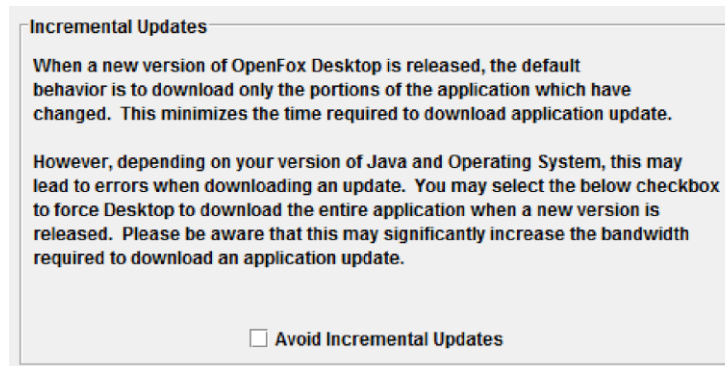 Incremental Updates
When a new version of OpenFox Desktop is released, the default
behavior is to download only the portions of the application which have
changed.  This minimizes the time required to download application update.
However, depending on your version of Java and Operating System, this may
lead to errors when downloading an update.  You may select the below checkbox
to force Desktop to download the entire application when a new version is
released.  Please be aware that this may significantly increase the bandwidth
required to download an application update.
Avoid Incremental Updates